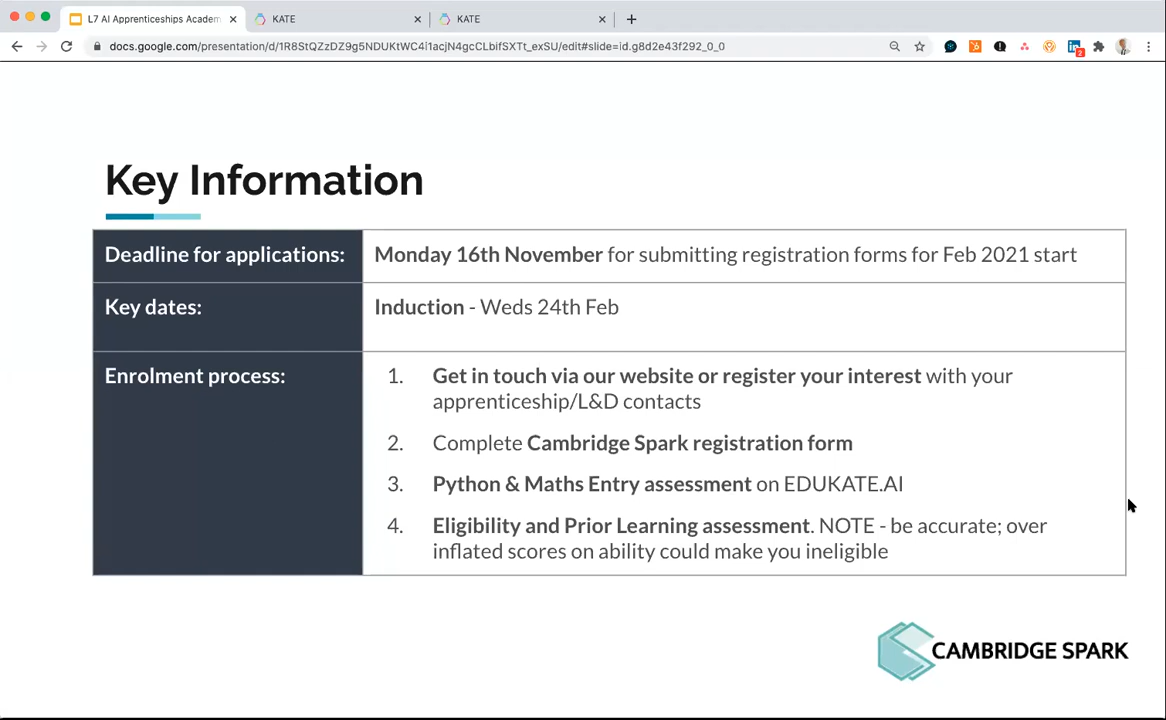 L7 AI Apprenticeships Academ
KATE
KATE
docs.google.com/presentation/d/1R8StQZzDZ9g5NDUKtWC4i1acjN4gcCLbifSXTt_exSU/edit#slide=id.g8d2e43f292_0_0
2
Key Information
Deadline for applications:
Monday 16th November for submitting registration forms for Feb 2021 start
Key dates:
Induction - Weds 24th Feb
Enrolment process:
1. Get in touch via our website or register your interest with your
apprenticeship/L&D contacts
2. Complete Cambridge Spark registration form
3. Python & Maths Entry assessment on EDUKATE.AI
4. Eligibility and Prior Learning assessment. NOTE - be accurate; over
inflated scores on ability could make you ineligible
CAMBRIDGE SPARK